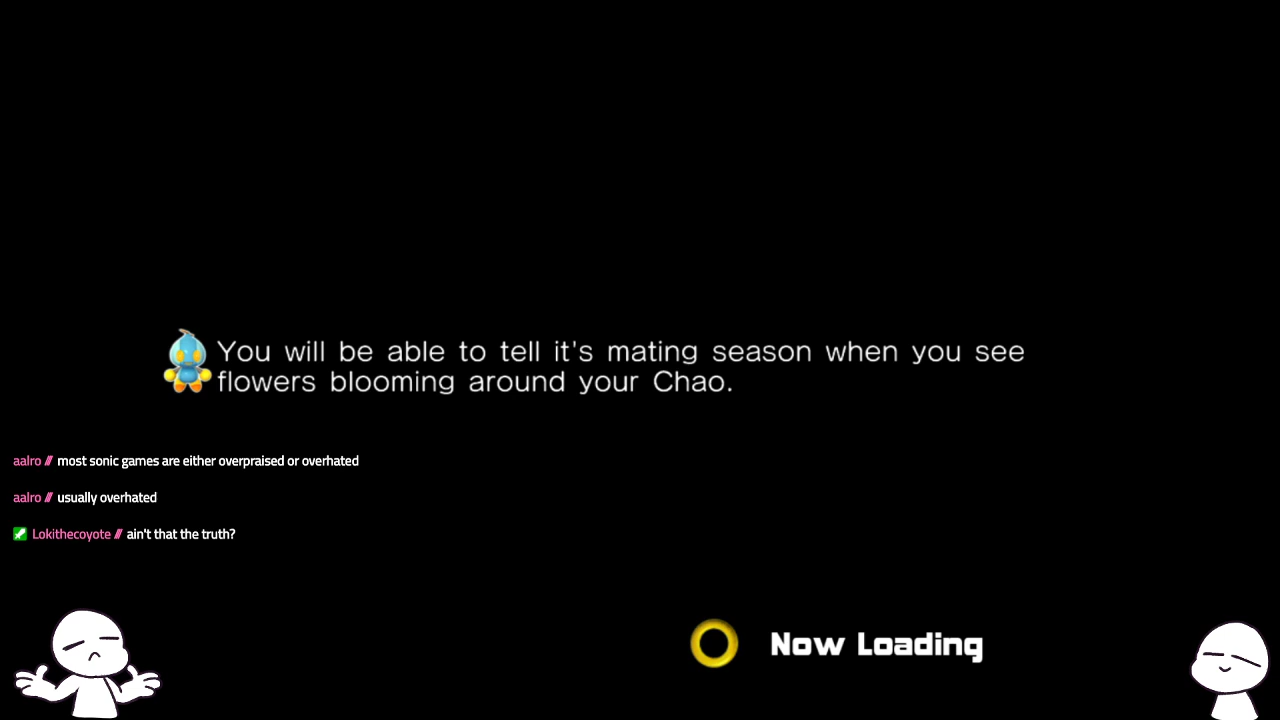 You will be able to tell it's mating season when you see
flowers blooming around your Chao.
aalro // most sonic games are either overpraised or overhated
aalro // usually overhated
Lokithecoyote // ain't that the truth?
Now Loading